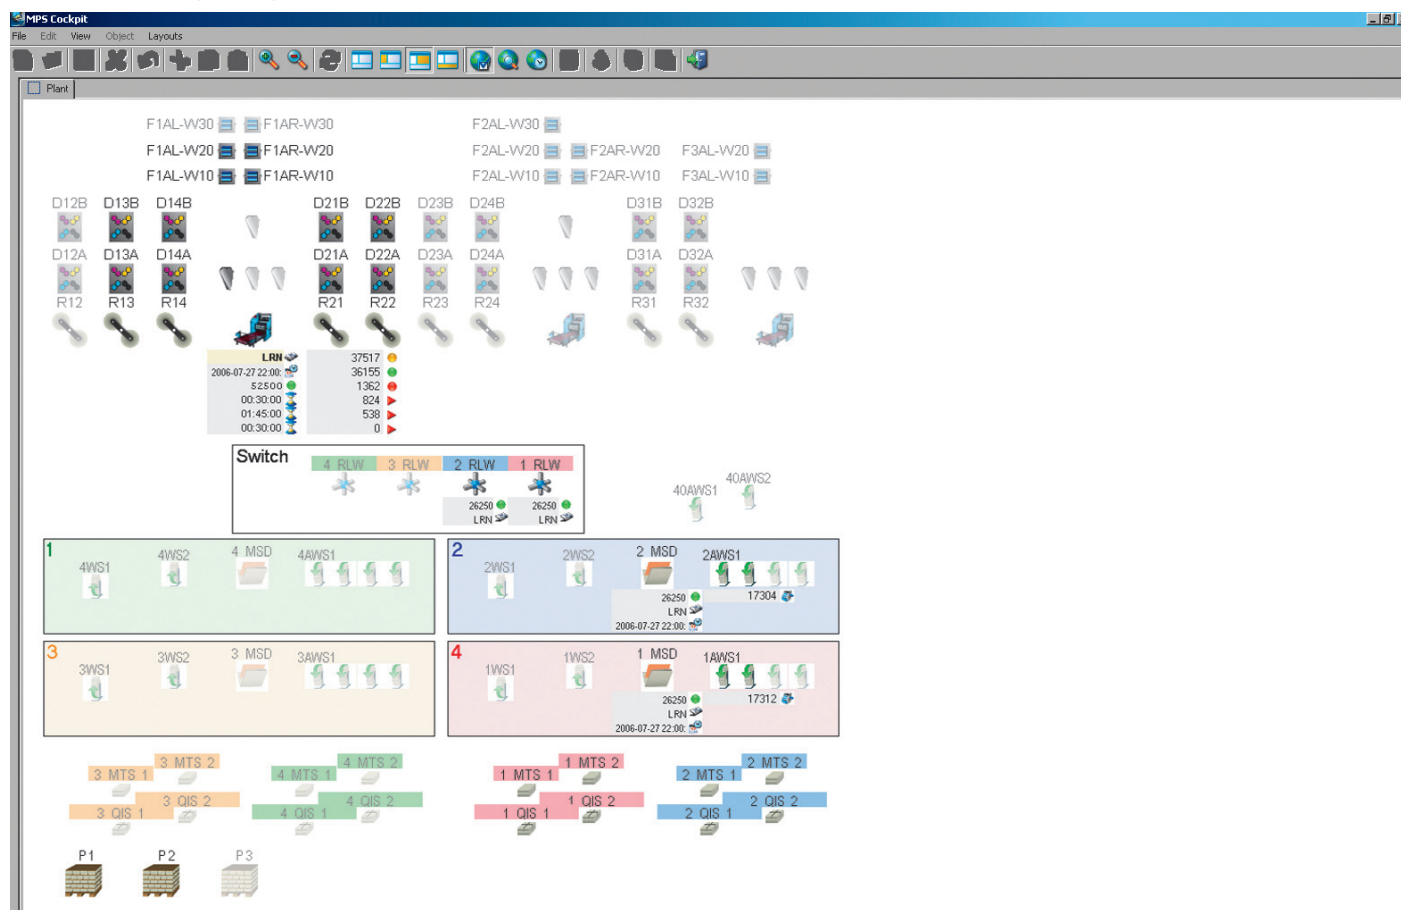 MPS Cockpit
File Edit View Object Layouts
Plant
F1AL-W30 F1AR-W30 F2AL-W30
F1AL-W20 F1AR-W20 F2AL-W20 F2AR-W20 F3AL-W20
F1AL-W10 F1AR-W10 F2AL-W10 F2AR-W10 F3AL-W10
D12B D13B D14B D21B D22B D23B D24B D31B D32B
D12A D13A D14A D21A D22A D23A D24A D31A D32A
R12 R13 R14 R21 R22 R23 R24 R31 R32
LRN 37517
2006-07-27 22:00: 36155
52500 1362
00:30:00 824
01:45:00 538
00:30:00 0
Switch 4 RLW 3 RLW 2 RLW 1 RLW
26250 26250
LRN LRN
40AWS1 40AWS2
1 4WS1 4WS2 4 MSD 4AWS1
2 2WS1 2WS2 2 MSD 2AWS1
26250 17304
LRN
2006-07-27 22:00:
3 3WS1 3WS2 3 MSD 3AWS1
4 1WS1 1WS2 1 MSD 1AWS1
26250 17312
LRN
2006-07-27 22:00:
3 MTS 2 4 MTS 2 1 MTS 2 2 MTS 2
3 MTS 1 4 MTS 1 1 MTS 1 2 MTS 1
3 QIS 2 4 QIS 2 1 QIS 2 2 QIS 2
3 QIS 1 4 QIS 1 1 QIS 1 2 QIS 1
P1 P2 P3